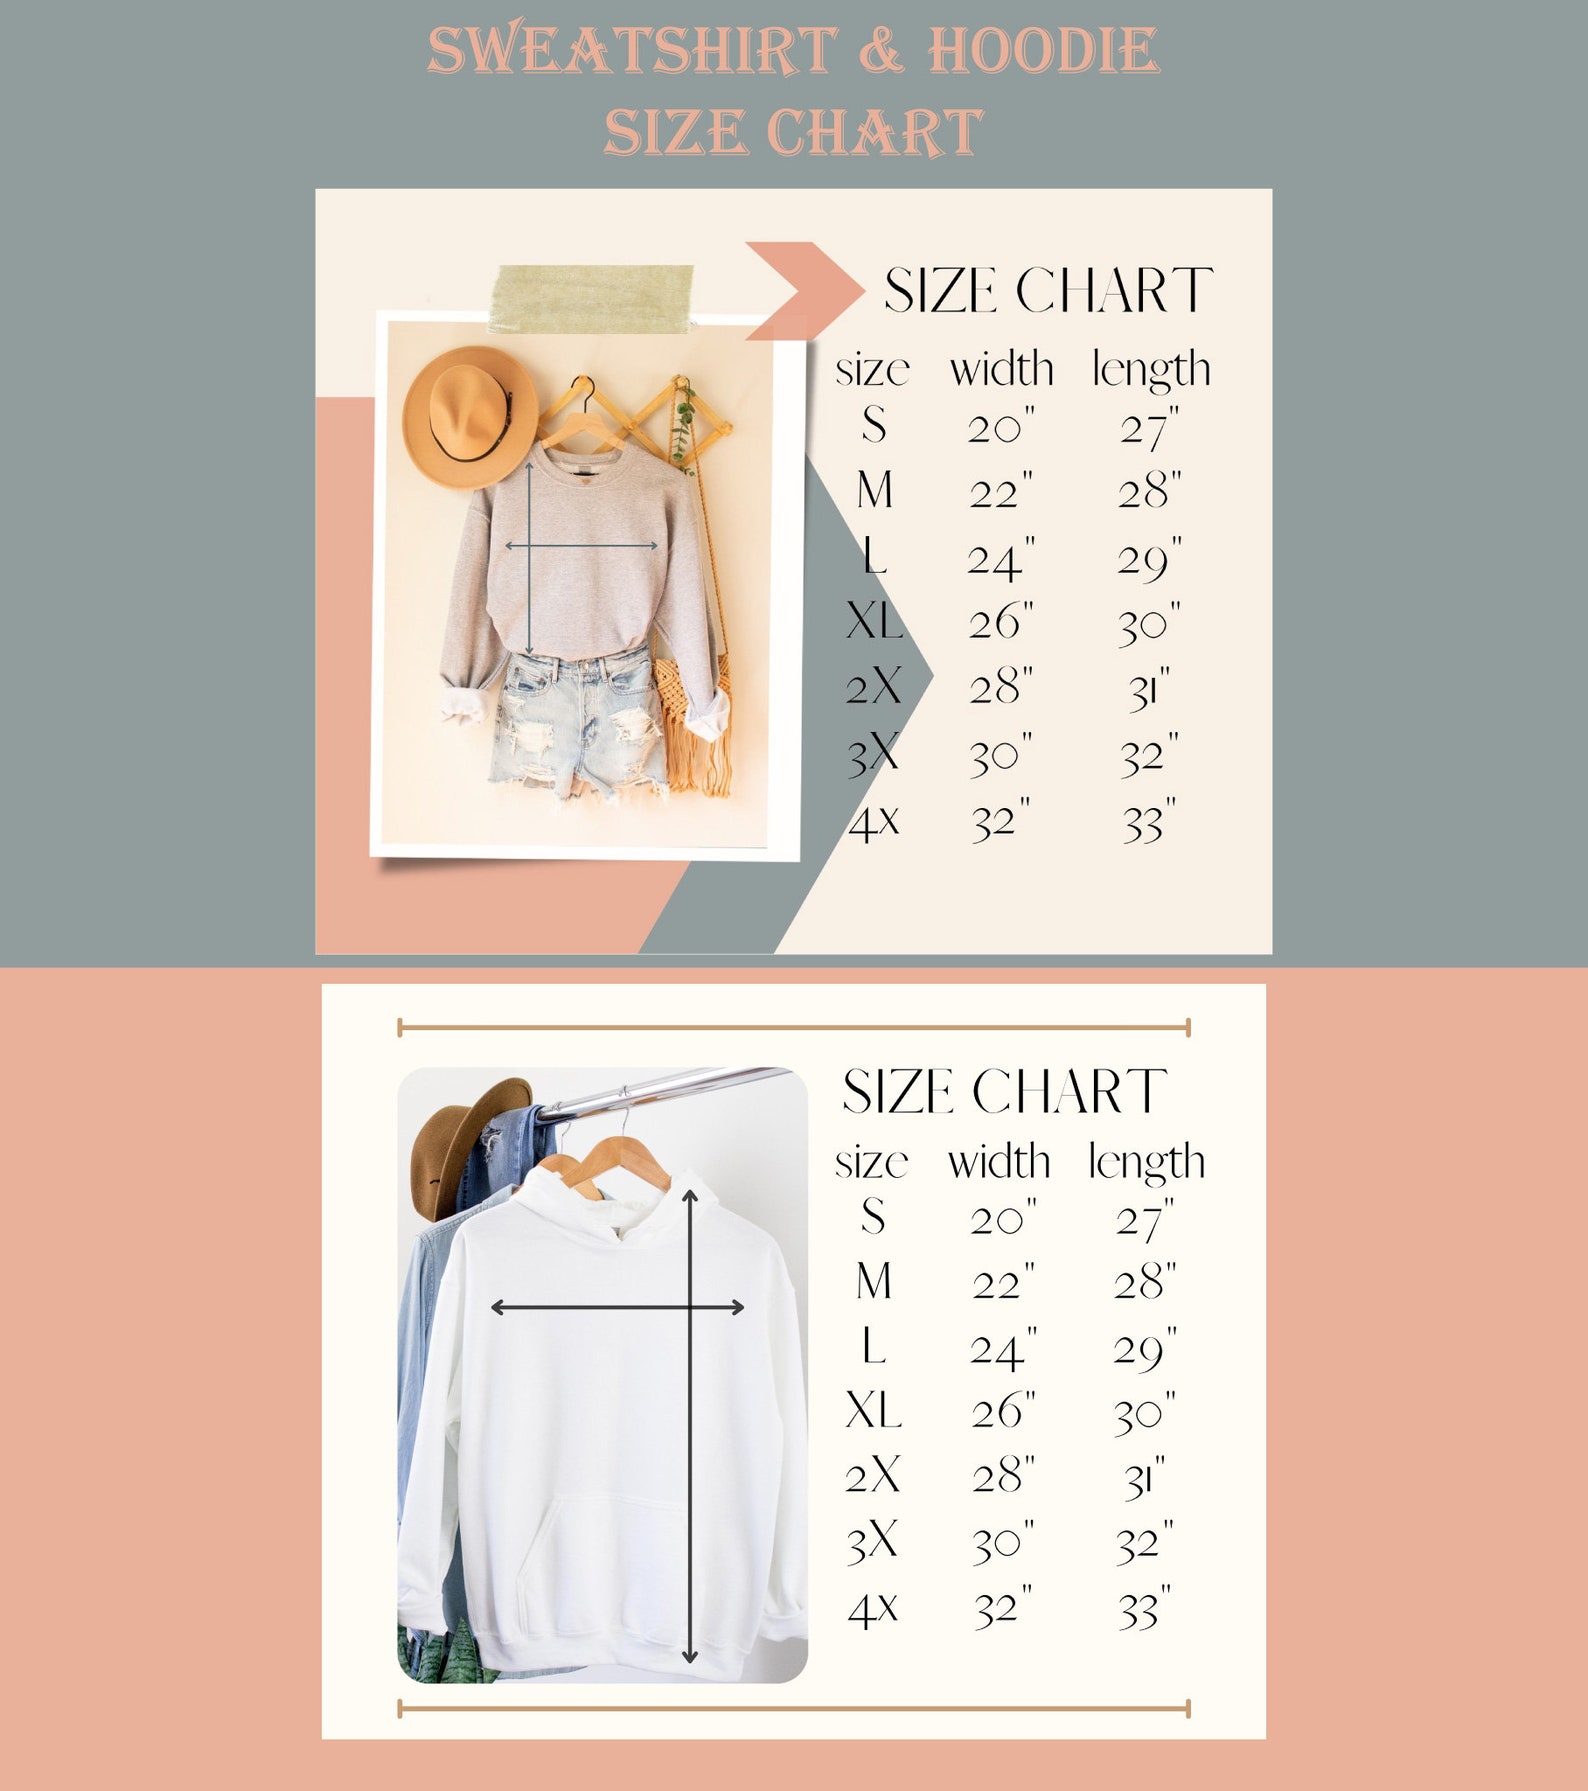 SWEATSHIRT & HOODIE
SIZE CHART
SIZE CHART
size width length
S 20" 27"
M 22" 28"
L 24" 29"
XL 26" 30"
2X 28" 31"
3X 30" 32"
4x 32" 33"
SIZE CHART
size width length
S 20" 27"
M 22" 28"
L 24" 29"
XL 26" 30"
2X 28" 31"
3X 30" 32"
4x 32" 33"